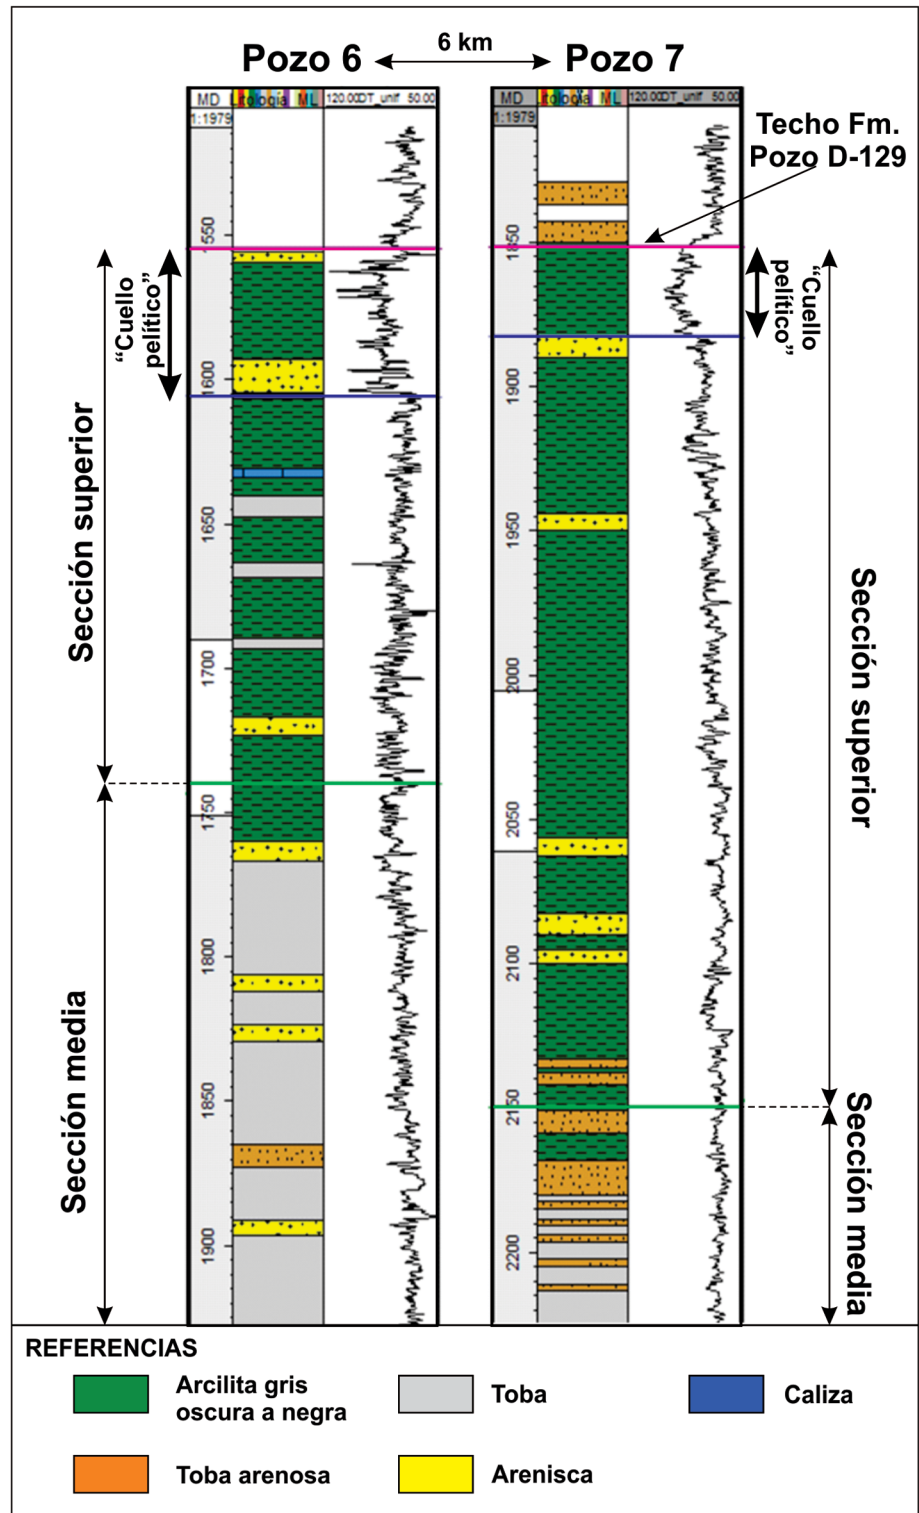 Pozo 6
6 km
Pozo 7
MD
Litología ML
120.00DT_unif 50.00
1:1979
MD
Litología ML
120.00DT_unif 50.00
1:1979
Techo Fm.
Pozo D-129
550
1600
1650
1700
1750
1800
1850
1900
1850
1900
1950
2000
2050
2100
2150
2200
“Cuello
pelítico”
“Cuello
pelítico”
Sección superior
Sección media
Sección superior
Sección media
REFERENCIAS
Arcilita gris
oscura a negra
Toba
Caliza
Toba arenosa
Arenisca